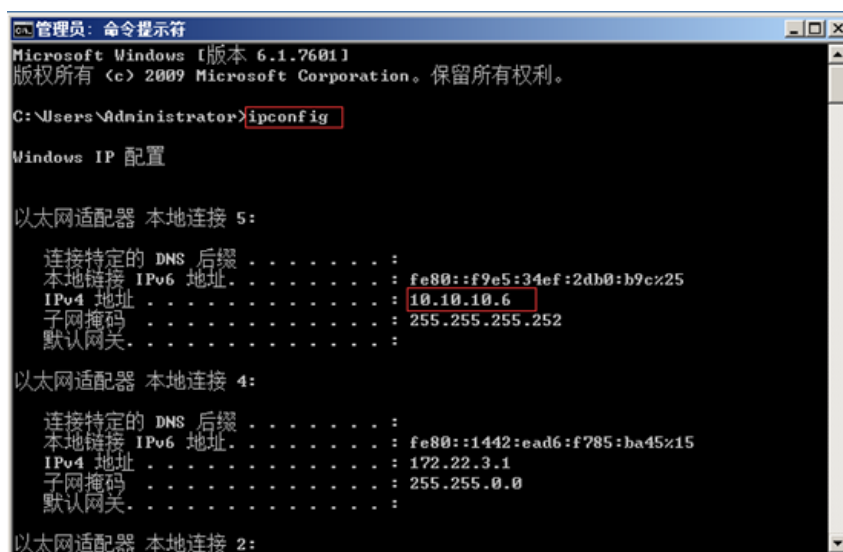 管理员: 命令提示符
Microsoft Windows [版本 6.1.7601]
版权所有 (c) 2009 Microsoft Corporation。保留所有权利。
C:\Users\Administrator>ipconfig
Windows IP 配置
以太网适配器 本地连接 5:
连接特定的 DNS 后缀 . . . . . . . :
本地链接 IPv6 地址. . . . . . . . : fe80::f9e5:34ef:2db0:b9c%25
IPv4 地址 . . . . . . . . . . . . : 10.10.10.6
子网掩码 . . . . . . . . . . . . : 255.255.255.252
默认网关. . . . . . . . . . . . . :
以太网适配器 本地连接 4:
连接特定的 DNS 后缀 . . . . . . . :
本地链接 IPv6 地址. . . . . . . . : fe80::1442:ead6:f785:ba45%15
IPv4 地址 . . . . . . . . . . . . : 172.22.3.1
子网掩码 . . . . . . . . . . . . : 255.255.0.0
默认网关. . . . . . . . . . . . . :
以太网适配器 本地连接 2: